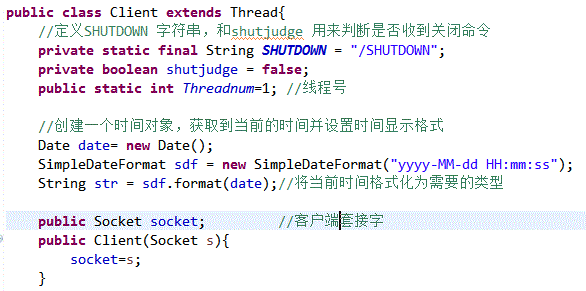 public class Client extends Thread{
//定义SHUTDOWN 字符串，和shutjudge 用来判断是否收到关闭命令
private static final String SHUTDOWN = "/SHUTDOWN";
private boolean shutjudge = false;
public static int Threadnum=1; //线程号
//创建一个时间对象，获取到当前的时间并设置时间显示格式
Date date= new Date();
SimpleDateFormat sdf = new SimpleDateFormat("yyyy-MM-dd HH:mm:ss");
String str = sdf.format(date);//将当前时间格式化为需要的类型
public Socket socket; //客户端套接字
public Client(Socket s){
socket=s;
}